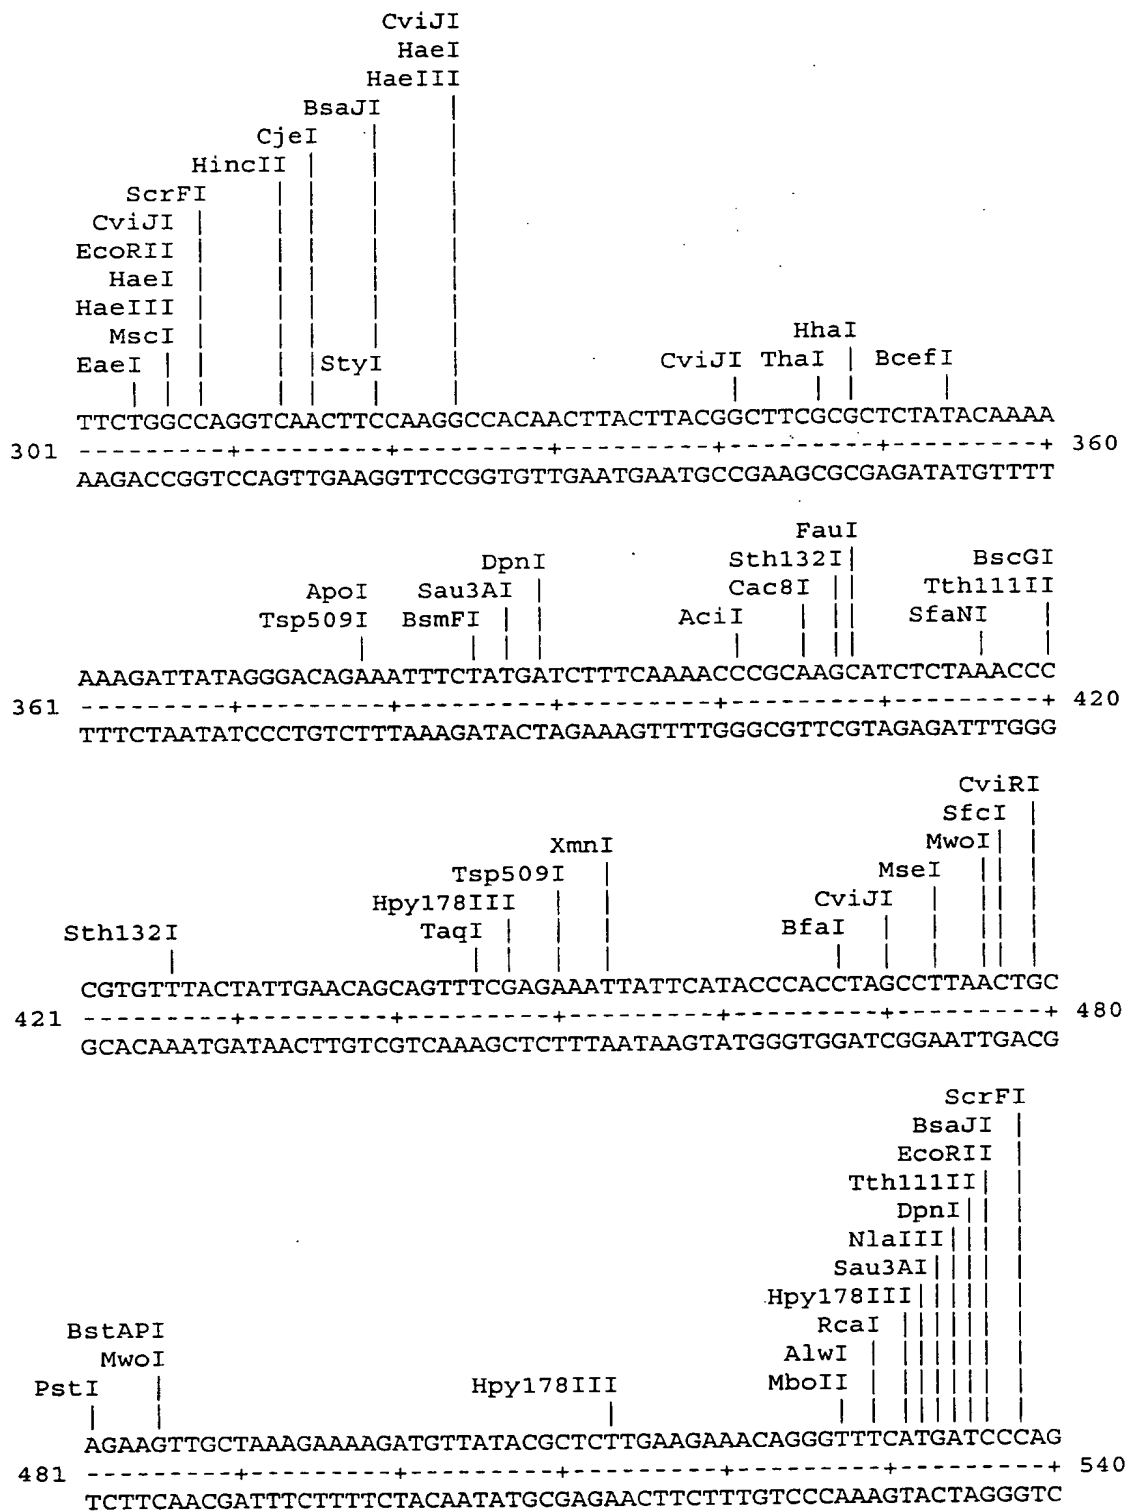 CviJI
HaeI
HaeIII
BsaJI
CjeI
HincII
ScrFI
CviJI
EcoRII
HaeI
HaeIII
MscI
HhaI
EaeI StyI CviJI ThaI BcefI
TTCTGGCCAGGTCAACTTCCAAGGCCACAACTTACTTACGGCTTCGCGCTCTATACAAAA
301 ---------+---------+---------+---------+---------+---------+ 360
AAGACCGGTCCAGTTGAAGGTTCCGGTGTTGAATGAATGCCGAAGCGCGAGATATGTTTT
FauI
DpnI Sth132I BscGI
ApoI Sau3AI Cac8I Tth111II
Tsp509I BsmFI AciI SfaNI
AAAGATTATAGGGACAGAAATTTCTATGATCTTTCAAAACCCGCAAGCATCTCTAAACCC
361 ---------+---------+---------+---------+---------+---------+ 420
TTTCTAATATCCCTGTCTTTAAAGATACTAGAAAGTTTTGGGCGTTCGTAGAGATTTGGG
CviRI
SfcI
XmnI MwoI
Tsp509I MseI
Hpy178III CviJI
Sth132I TaqI BfaI
CGTGTTTACTATTGAACAGCAGTTTCGAGAAATTATTCATACCCACCTAGCCTTAACTGC
421 ---------+---------+---------+---------+---------+---------+ 480
GCACAAATGATAACTTGTCGTCAAAGCTCTTTAATAAGTATGGGTGGATCGGAATTGACG
ScrFI
BsaJI
EcoRII
Tth111II
DpnI
NlaIII
Sau3AI
Hpy178III
BstAPI RcaI
MwoI AlwI
PstI Hpy178III MboII
AGAAGTTGCTAAAGAAAAGATGTTATACGCTCTTGAAGAAACAGGGTTTCATGATCCCAG
481 ---------+---------+---------+---------+---------+---------+ 540
TCTTCAACGATTTCTTTTCTACAATATGCGAGAACTTCTTTGTCCCAAAGTACTAGGGTC